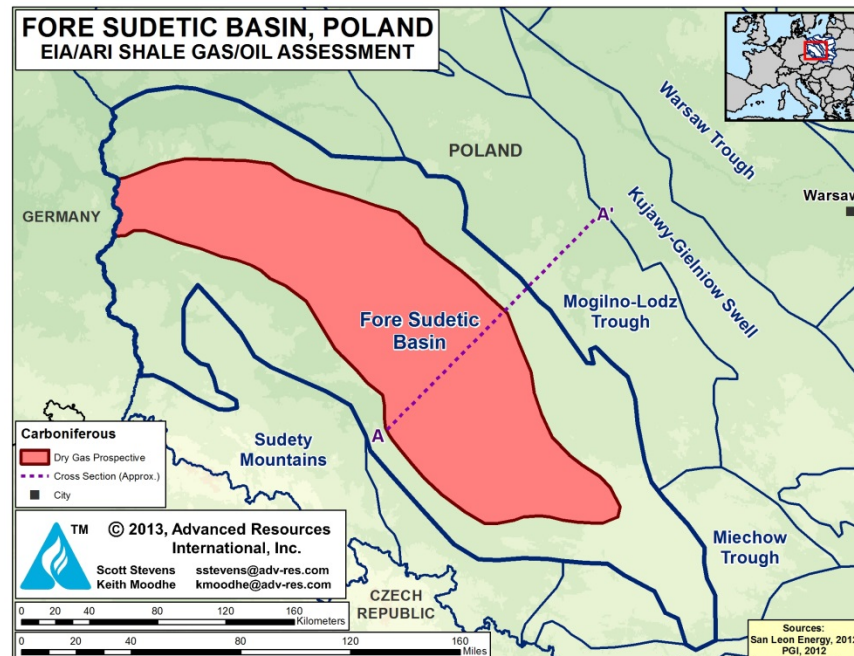 FORE SUDETIC BASIN, POLAND
EIA/ARI SHALE GAS/OIL ASSESSMENT
Warsaw Trough
POLAND
Warsaw
GERMANY
A'
Kujawy-Gielniow Swell
Fore Sudetic
Basin
Mogilno-Lodz
Trough
Carboniferous
Dry Gas Prospective
Cross Section (Approx.)
City
Sudety
Mountains
A
TM
© 2013, Advanced Resources
International, Inc.
Scott Stevens sstevens@adv-res.com
Keith Moodhe kmoodhe@adv-res.com
Miechow
Trough
CZECH
REPUBLIC
0 20 40 80 120 160
Kilometers
0 20 40 80 120 160
Miles
Sources:
San Leon Energy, 2012
PGI, 2012